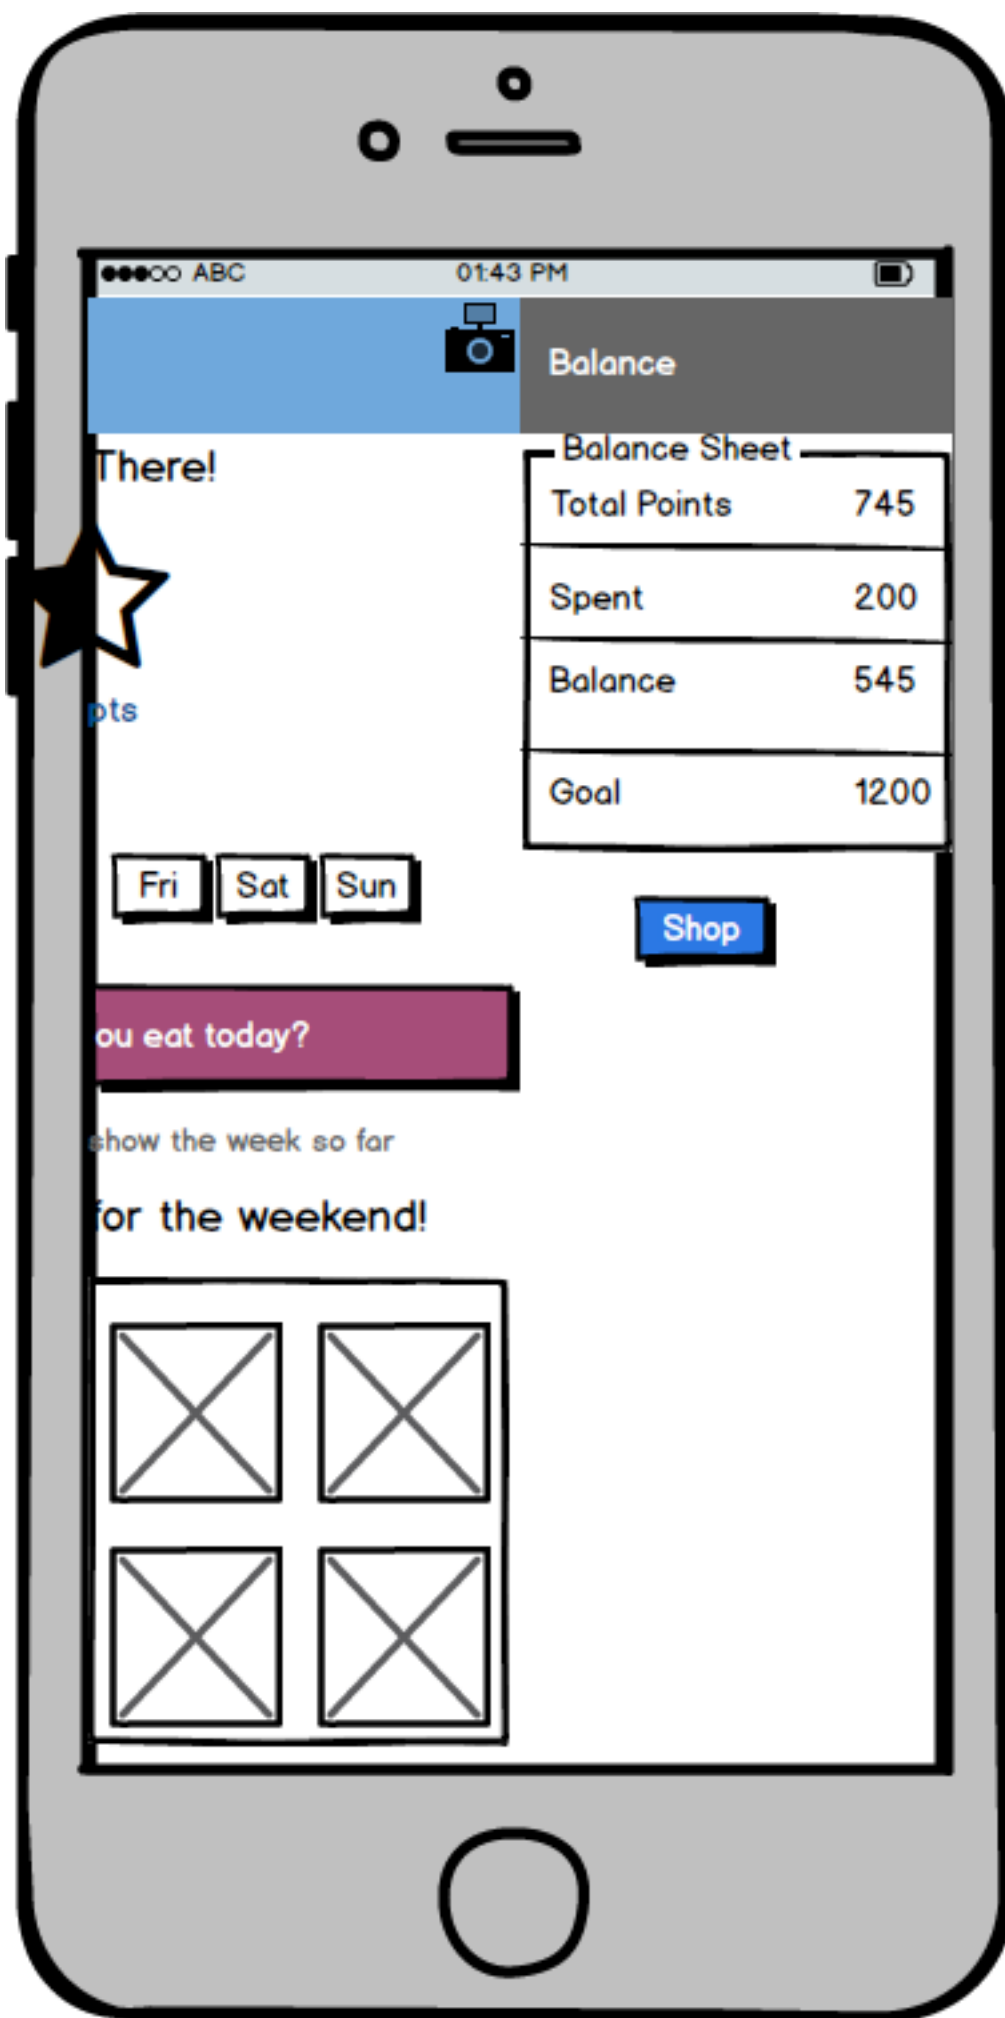 ABC 01:43 PM
There!
pts
Fri Sat Sun
ou eat today?
show the week so far
for the weekend!
Balance
Balance Sheet
Total Points 745
Spent 200
Balance 545
Goal 1200
Shop